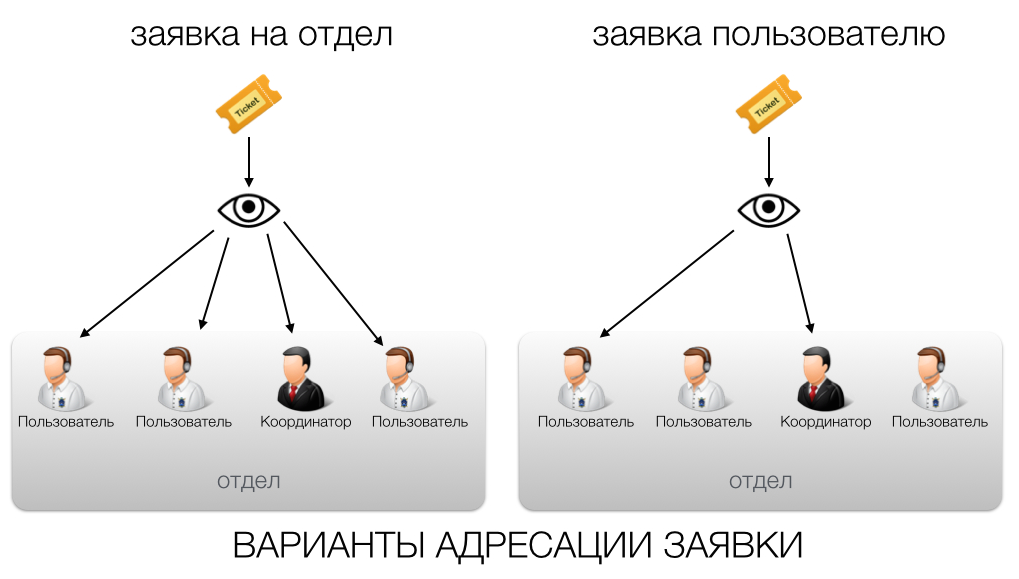 заявка на отдел
заявка пользователю
Ticket
Ticket
Пользователь
Пользователь
Координатор
Пользователь
Пользователь
Пользователь
Координатор
Пользователь
отдел
отдел
ВАРИАНТЫ АДРЕСАЦИИ ЗАЯВКИ